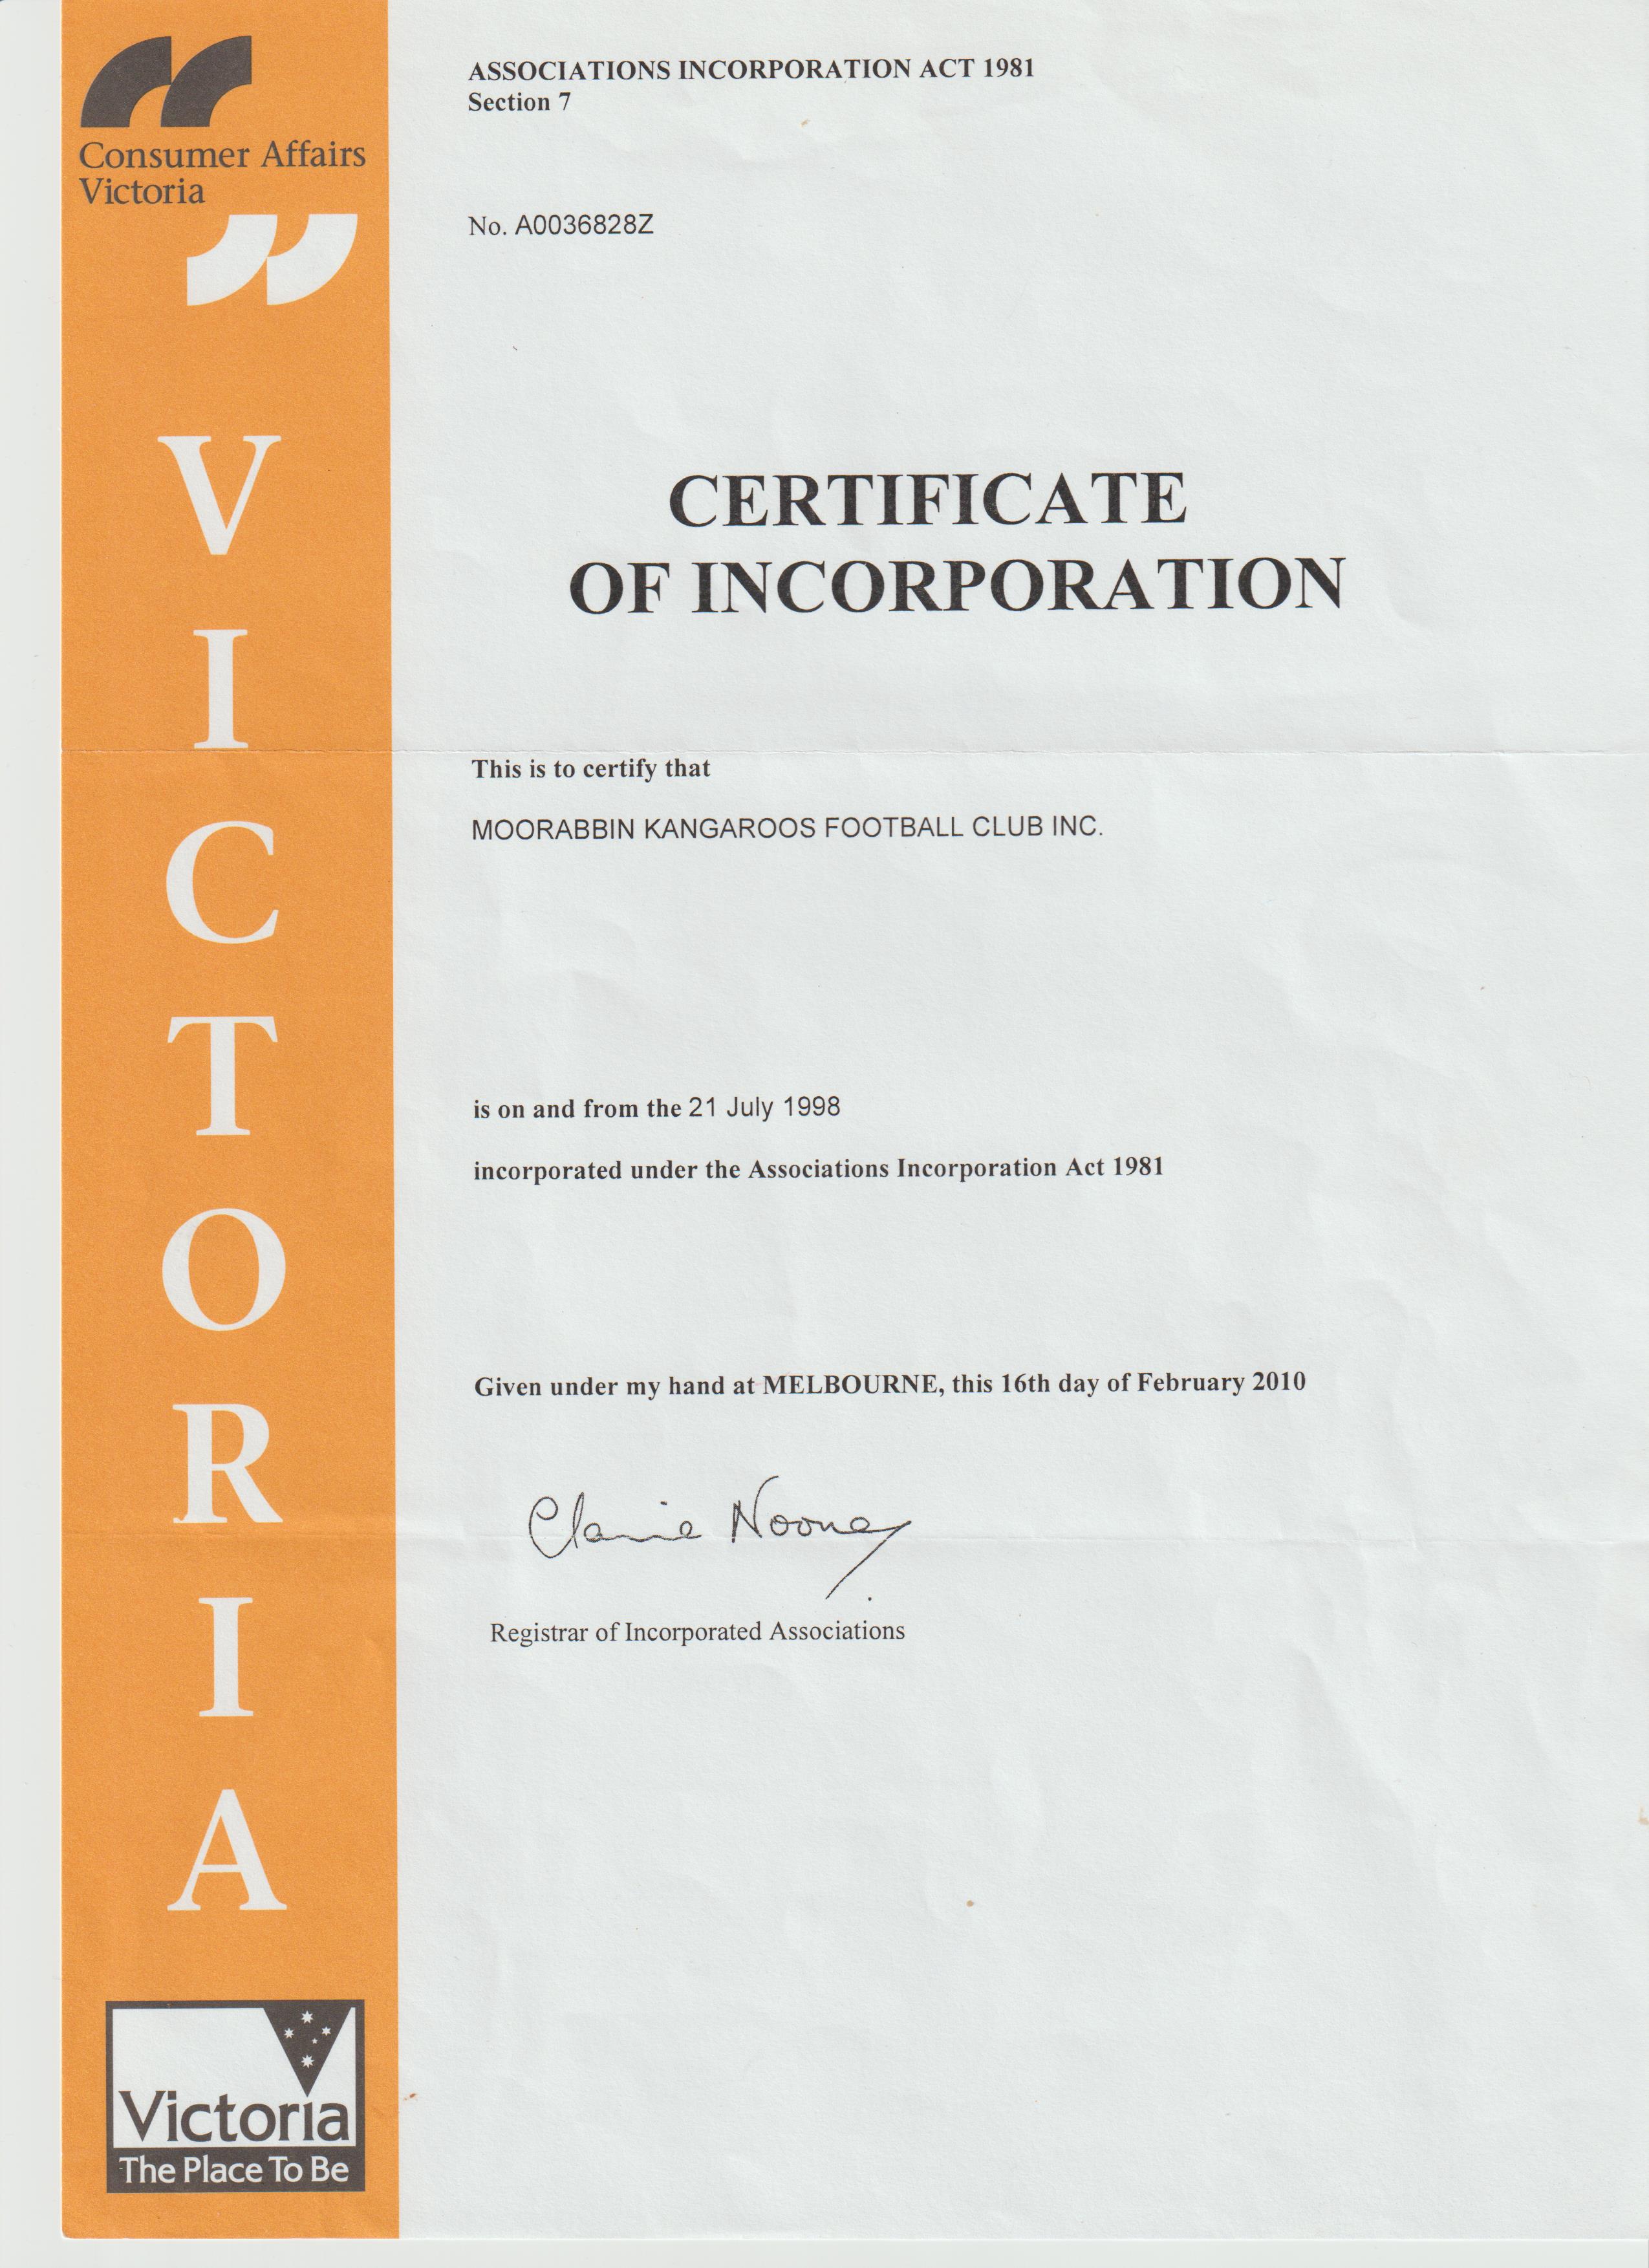 Consumer Affairs
Victoria
VICTORIA
Victoria
The Place To Be
ASSOCIATIONS INCORPORATION ACT 1981
Section 7
No. A0036828Z
CERTIFICATE
OF INCORPORATION
This is to certify that
MOORABBIN KANGAROOS FOOTBALL CLUB INC.
is on and from the 21 July 1998
incorporated under the Associations Incorporation Act 1981
Given under my hand at MELBOURNE, this 16th day of February 2010
Claire Noone
Registrar of Incorporated Associations